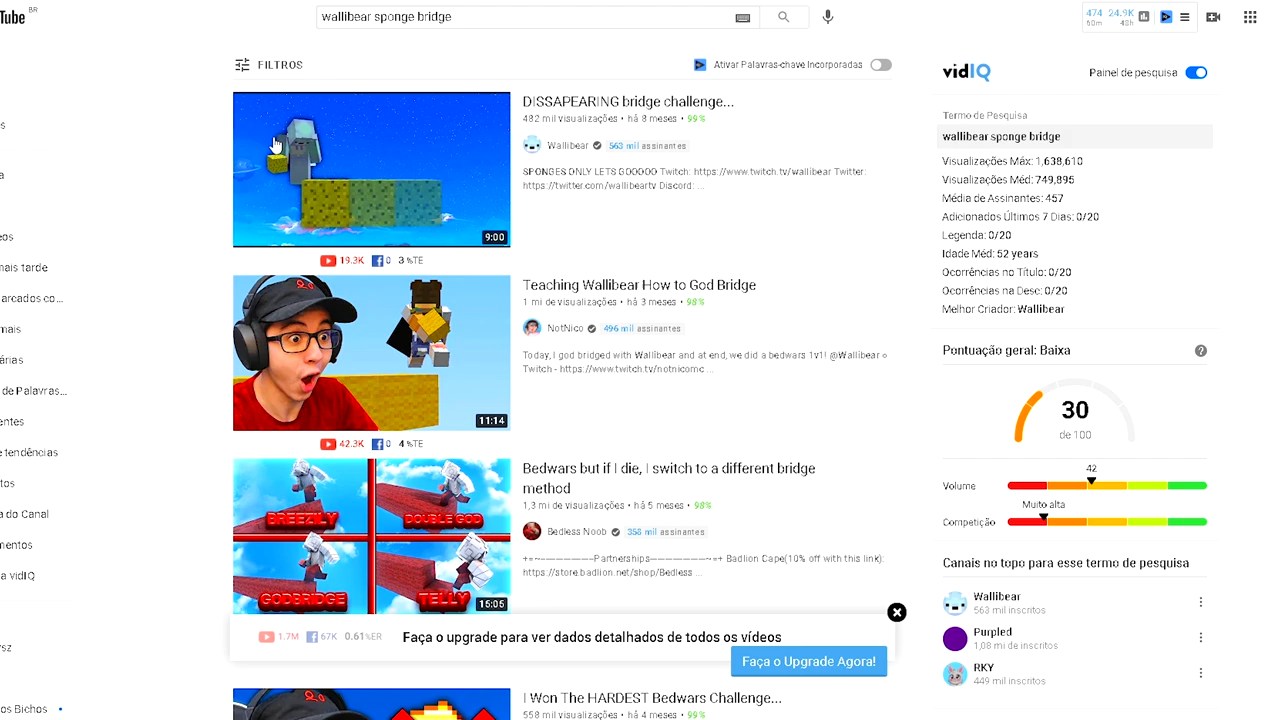 Tube BR
wallibear sponge bridge
474 24.9K
60m 48h
FILTROS
Ativar Palavras-chave Incorporadas
DISSAPEARING bridge challenge...
482 mil visualizações • há 8 meses • 99%
Wallibear 563 mil assinantes
SPONGES ONLY LETS GOOOOO Twitch: https://www.twitch.tv/wallibear Twitter:
https://twitter.com/wallibeartv Discord: ...
9:00
19.3K 0 3 %TE
Teaching Wallibear How to God Bridge
1 mi de visualizações • há 3 meses • 98%
NotNico 496 mil assinantes
Today, I god bridged with Wallibear and at end, we did a bedwars 1v1! @Wallibear ○
Twitch - https://www.twitch.tv/notnicomc ...
11:14
42.3K 0 4 %TE
Bedwars but if I die, I switch to a different bridge
method
1,3 mi de visualizações • há 5 meses • 98%
Bedless Noob 358 mil assinantes
Badlion Cape(10% off with this link):
https://store.badlion.net/shop/Bedless ...
BREEZILY
DOUBLE GOD
GODBRIDGE
TELLY
15:05
1.7M 67K 0.61%ER
Faça o upgrade para ver dados detalhados de todos os vídeos
Faça o Upgrade Agora!
I Won The HARDEST Bedwars Challenge...
558 mil visualizações • há 4 meses • 99%
vidIQ
Painel de pesquisa
Termo de Pesquisa
wallibear sponge bridge
Visualizações Máx: 1,638,610
Visualizações Méd: 749,895
Média de Assinantes: 457
Adicionados Últimos 7 Dias: 0/20
Legenda: 0/20
Idade Méd: 52 years
Ocorrências no Título: 0/20
Ocorrências na Desc: 0/20
Melhor Criador: Wallibear
Pontuação geral: Baixa
?
30
de 100
42
Volume
Muito alta
Competição
Canais no topo para esse termo de pesquisa
Wallibear
563 mil inscritos
Purpled
1,08 mi de inscritos
RKY
449 mil inscritos
mais tarde
arcados co...
mais
árias
de Palavras...
entes
e tendências
tos
a do Canal
mentos
a vidIQ
rsz
os Bichos